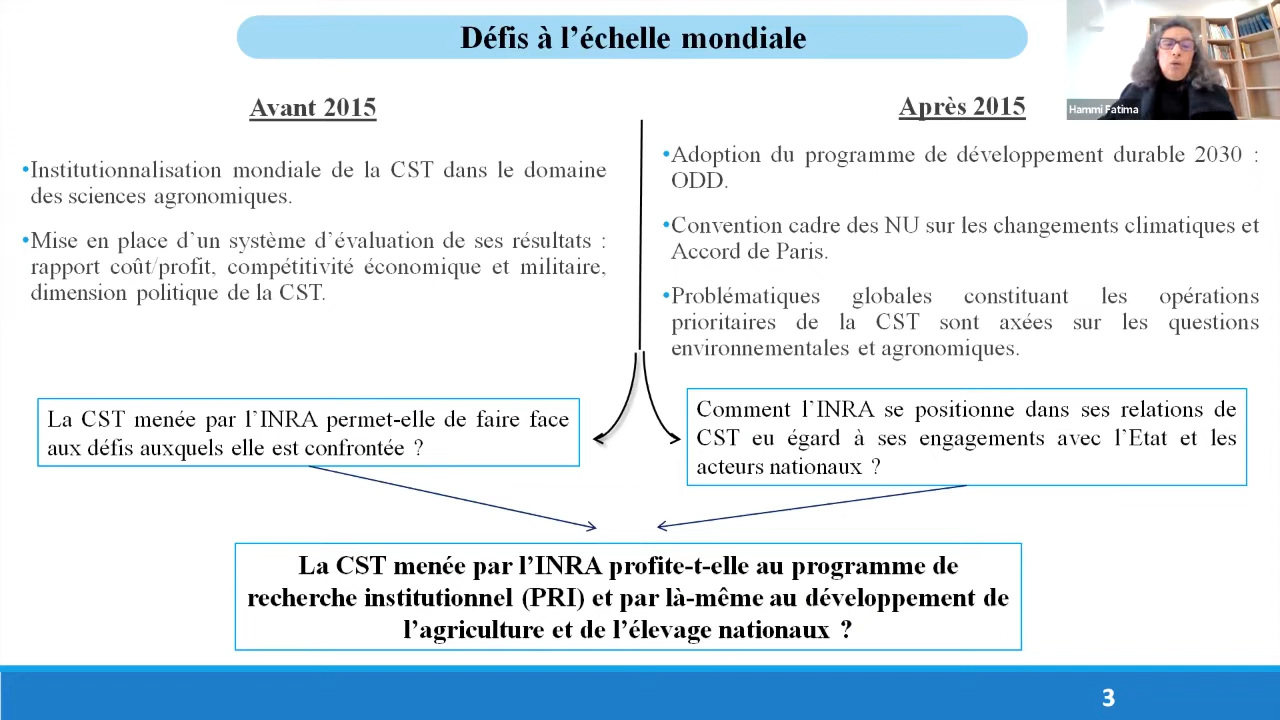 Défis à l’échelle mondiale
Hammi Fatima
Avant 2015
•Institutionnalisation mondiale de la CST dans le domaine
des sciences agronomiques.
•Mise en place d’un système d’évaluation de ses résultats :
rapport coût/profit, compétitivité économique et militaire,
dimension politique de la CST.
Après 2015
•Adoption du programme de développement durable 2030 :
ODD.
•Convention cadre des NU sur les changements climatiques et
Accord de Paris.
•Problématiques globales constituant les opérations
prioritaires de la CST sont axées sur les questions
environnementales et agronomiques.
La CST menée par l’INRA permet-elle de faire face
aux défis auxquels elle est confrontée ?
Comment l’INRA se positionne dans ses relations de
CST eu égard à ses engagements avec l’Etat et les
acteurs nationaux ?
La CST menée par l’INRA profite-t-elle au programme de
recherche institutionnel (PRI) et par là-même au développement de
l’agriculture et de l’élevage nationaux ?
3